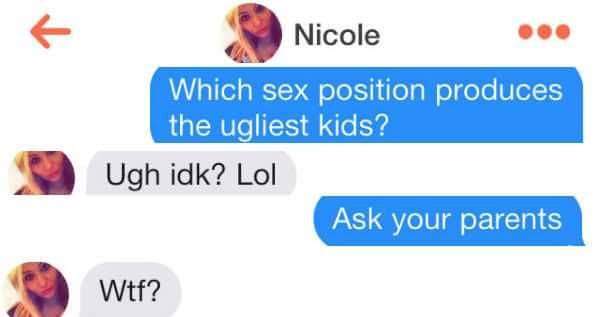 Nicole
Which sex position produces
the ugliest kids?
Ugh idk? Lol
Ask your parents
Wtf?